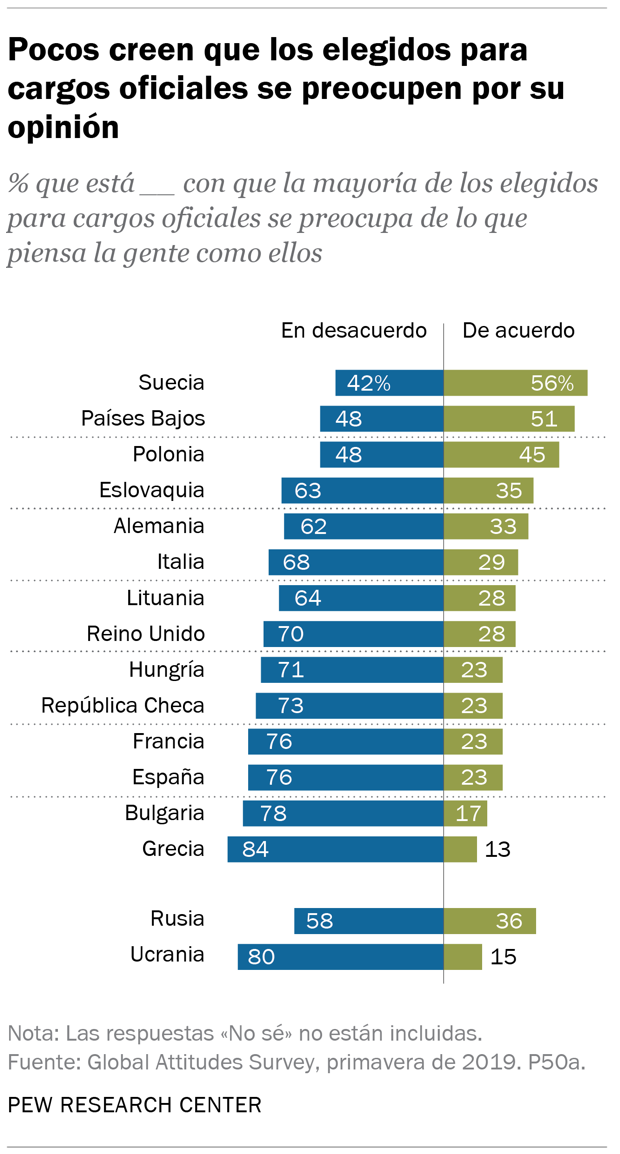 Pocos creen que los elegidos para
cargos oficiales se preocupen por su
opinión
% que está __ con que la mayoría de los elegidos
para cargos oficiales se preocupa de lo que
piensa la gente como ellos
En desacuerdo De acuerdo
Suecia 42% 56%
Países Bajos 48 51
Polonia 48 45
Eslovaquia 63 35
Alemania 62 33
Italia 68 29
Lituania 64 28
Reino Unido 70 28
Hungría 71 23
República Checa 73 23
Francia 76 23
España 76 23
Bulgaria 78 17
Grecia 84 13
Rusia 58 36
Ucrania 80 15
Nota: Las respuestas «No sé» no están incluidas.
Fuente: Global Attitudes Survey, primavera de 2019. P50a.
PEW RESEARCH CENTER